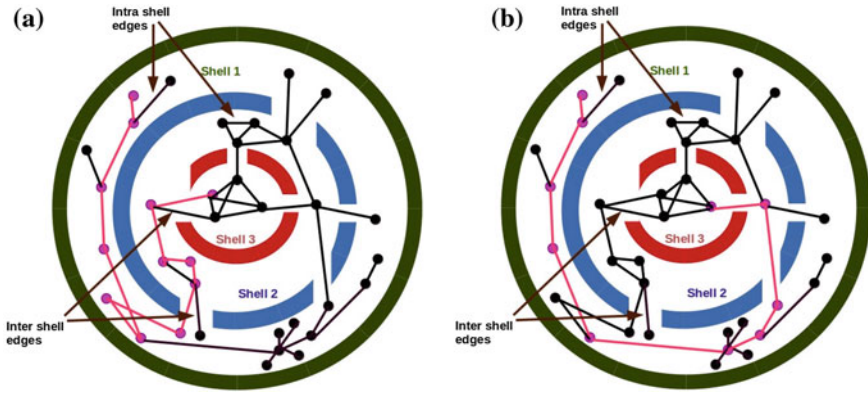 (a)
Intra shell
edges
Shell 1
Shell 3
Shell 2
Inter shell
edges
(b)
Intra shell
edges
Shell 1
Shell 3
Shell 2
Inter shell
edges